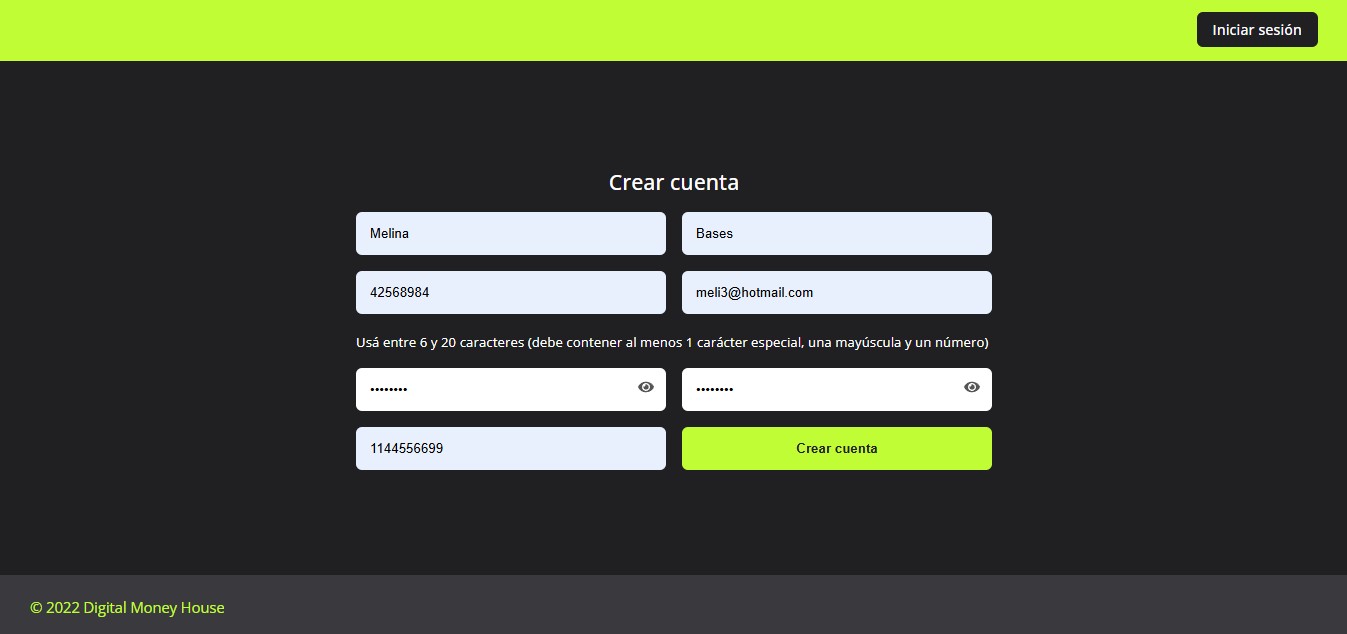 Iniciar sesión
Crear cuenta
Melina Bases
42568984 meli3@hotmail.com
Usá entre 6 y 20 caracteres (debe contener al menos 1 carácter especial, una mayúscula y un número)
•••••••• ••••••••
1144556699 Crear cuenta
© 2022 Digital Money House